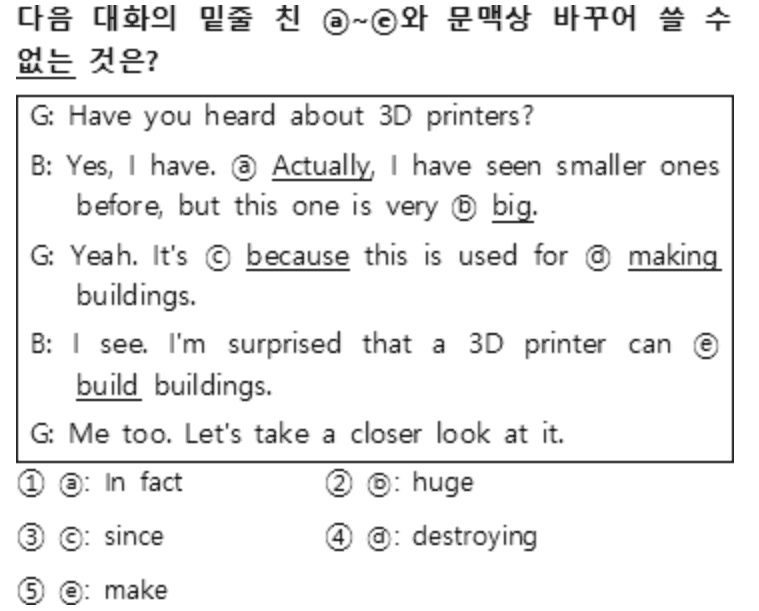 다음 대화의 밑줄 친 ⓐ~ⓔ와 문맥상 바꾸어 쓸 수
없는 것은?
G: Have you heard about 3D printers?
B: Yes, I have. ⓐ Actually, I have seen smaller ones
before, but this one is very ⓑ big.
G: Yeah. It's ⓒ because this is used for ⓓ making
buildings.
B: I see. I'm surprised that a 3D printer can ⓔ
build buildings.
G: Me too. Let's take a closer look at it.
① ⓐ: In fact ② ⓑ: huge
③ ⓒ: since ④ ⓓ: destroying
⑤ ⓔ: make